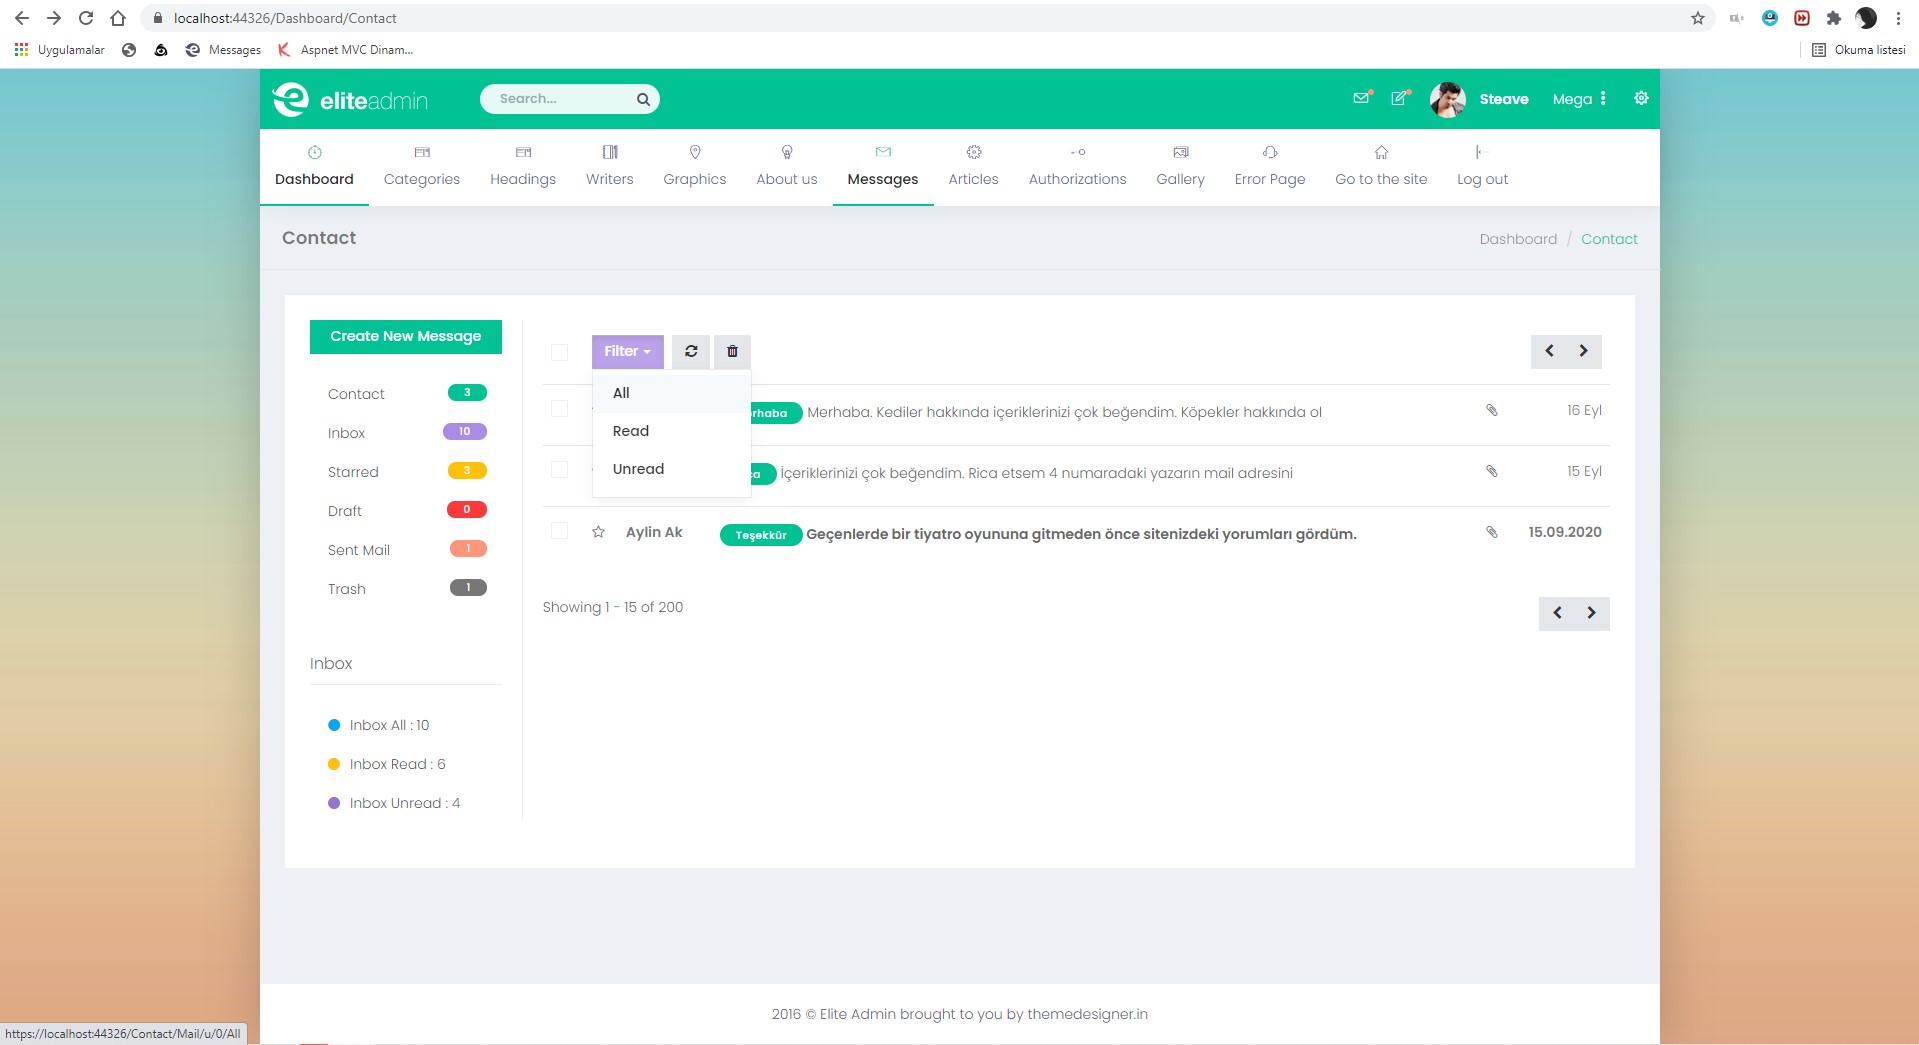 localhost:44326/Dashboard/Contact
Uygulamalar
Messages
Aspnet MVC Dinam...
Okuma listesi
eliteadmin
Search...
Steave
Mega
Dashboard
Categories
Headings
Writers
Graphics
About us
Messages
Articles
Authorizations
Gallery
Error Page
Go to the site
Log out
Contact
Dashboard / Contact
Create New Message
Contact 3
Inbox 10
Starred 3
Draft 0
Sent Mail 1
Trash 1
Inbox
Inbox All : 10
Inbox Read : 6
Inbox Unread : 4
Filter
All
Read
Unread
rhaba Merhaba. Kediler hakkında içeriklerinizi çok beğendim. Köpekler hakkında ol 16 Eyl
ca İçeriklerinizi çok beğendim. Rica etsem 4 numaradaki yazarın mail adresini 15 Eyl
Aylin Ak Teşekkür Geçenlerde bir tiyatro oyununa gitmeden önce sitenizdeki yorumları gördüm. 15.09.2020
Showing 1 - 15 of 200
2016 © Elite Admin brought to you by themedesigner.in
https://localhost:44326/Contact/Mail/u/0/All